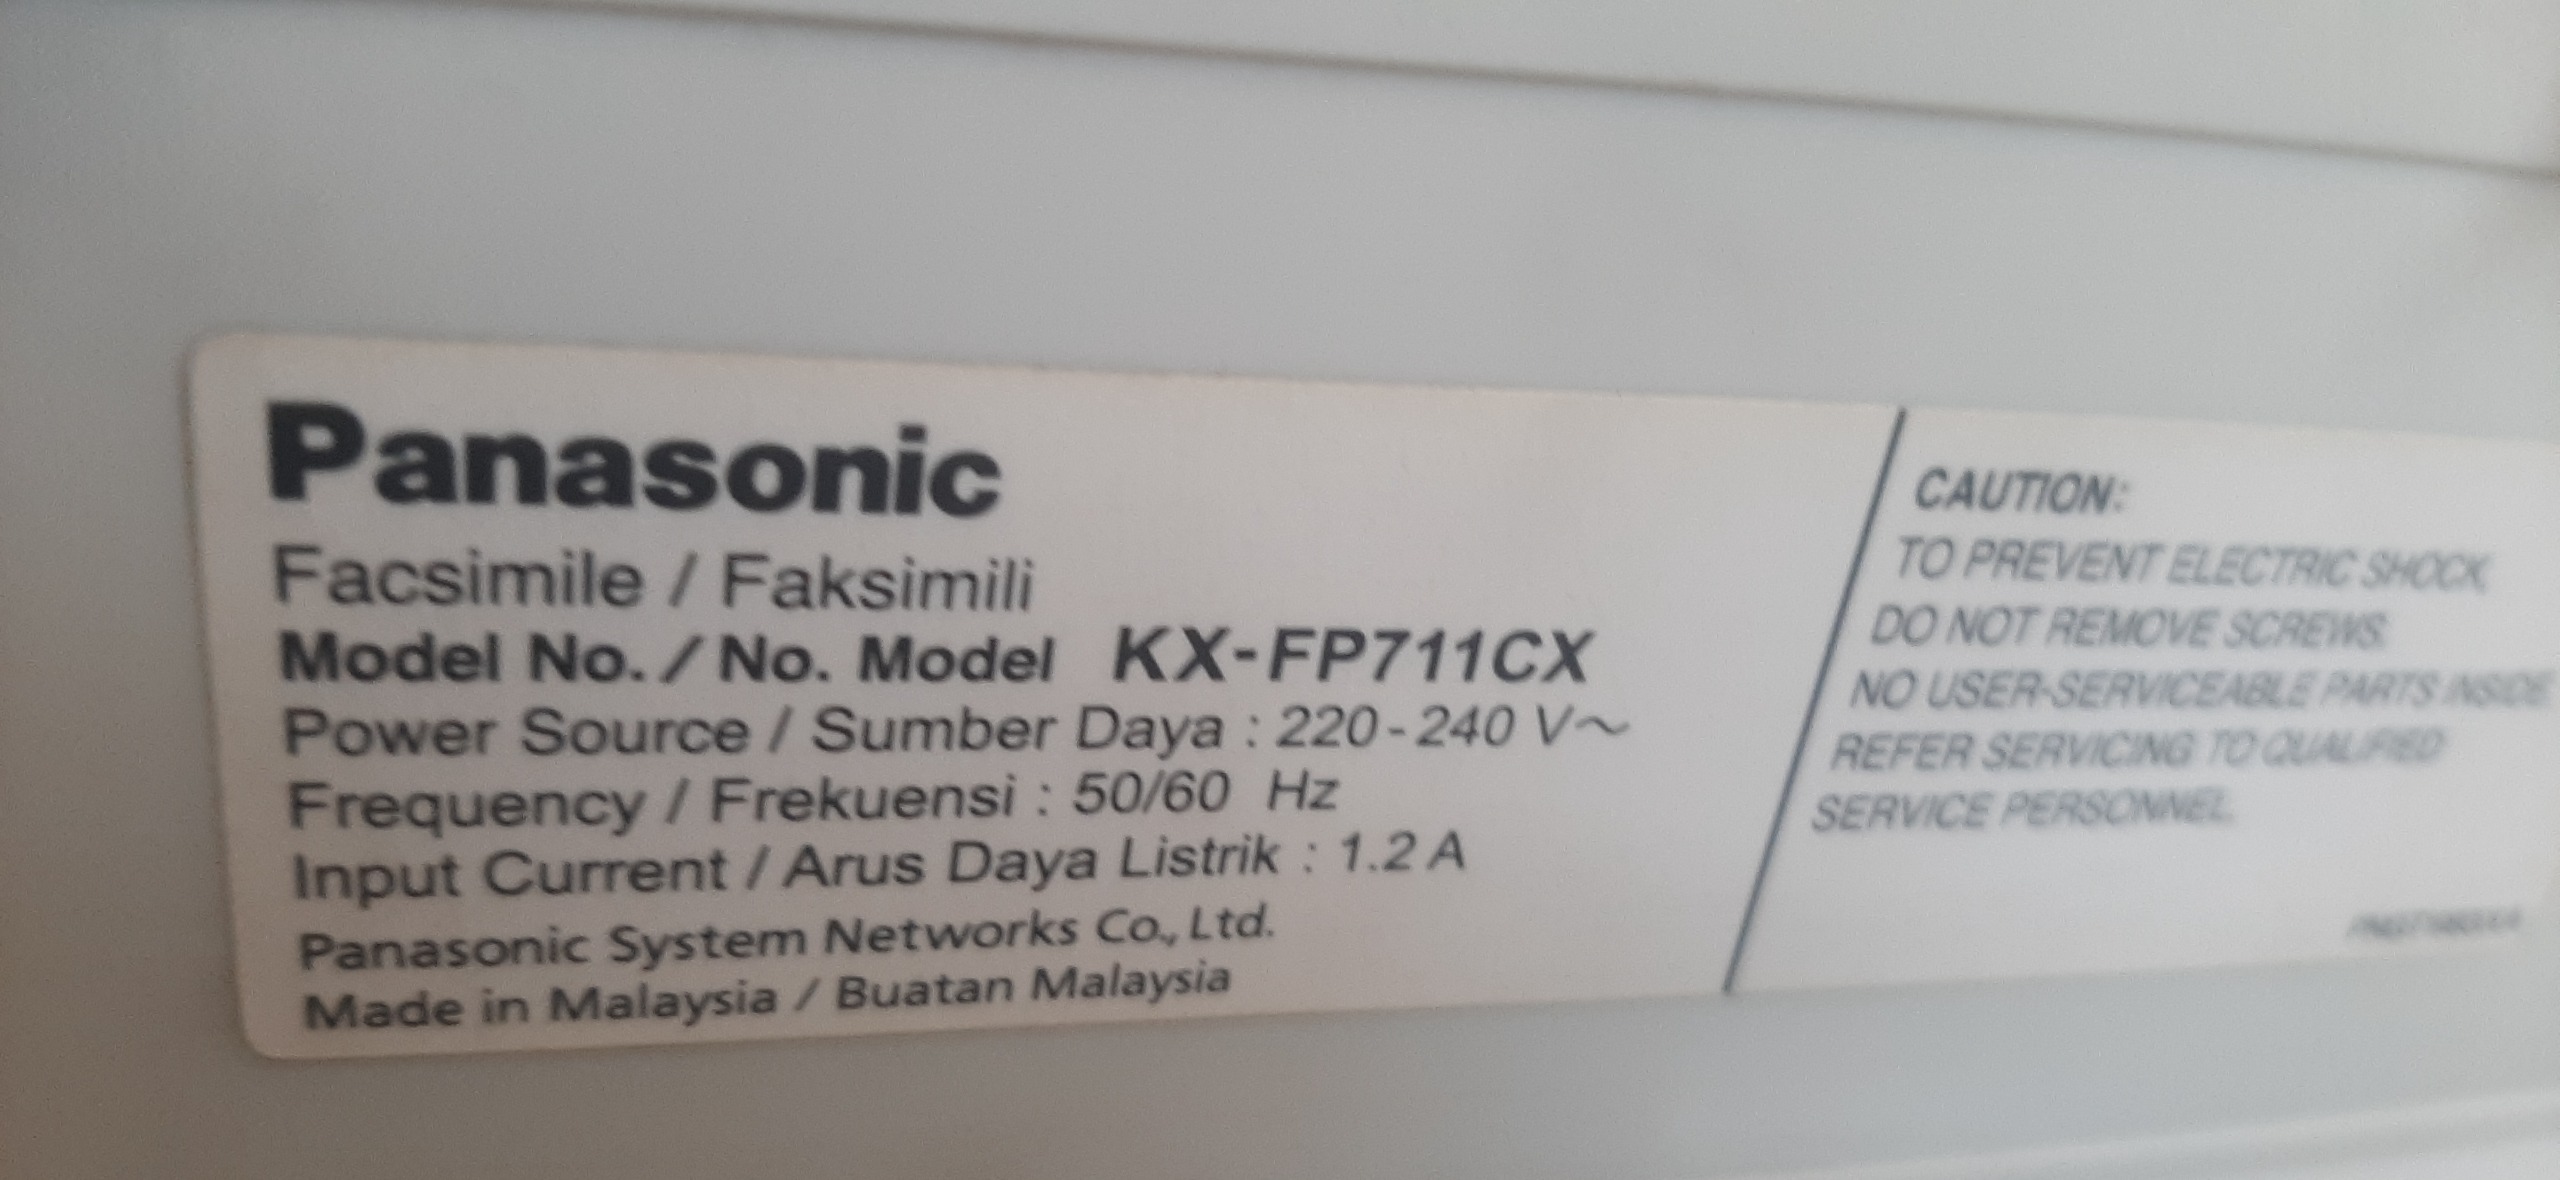 Panasonic
Facsimile / Faksimili
Model No. / No. Model KX-FP711CX
Power Source / Sumber Daya : 220-240 V~
Frequency / Frekuensi : 50/60 Hz
Input Current / Arus Daya Listrik : 1.2 A
Panasonic System Networks Co., Ltd.
Made in Malaysia / Buatan Malaysia
CAUTION:
TO PREVENT ELECTRIC SHOCK,
DO NOT REMOVE SCREWS.
NO USER-SERVICEABLE PARTS INSIDE
REFER SERVICING TO QUALIFIED
SERVICE PERSONNEL.